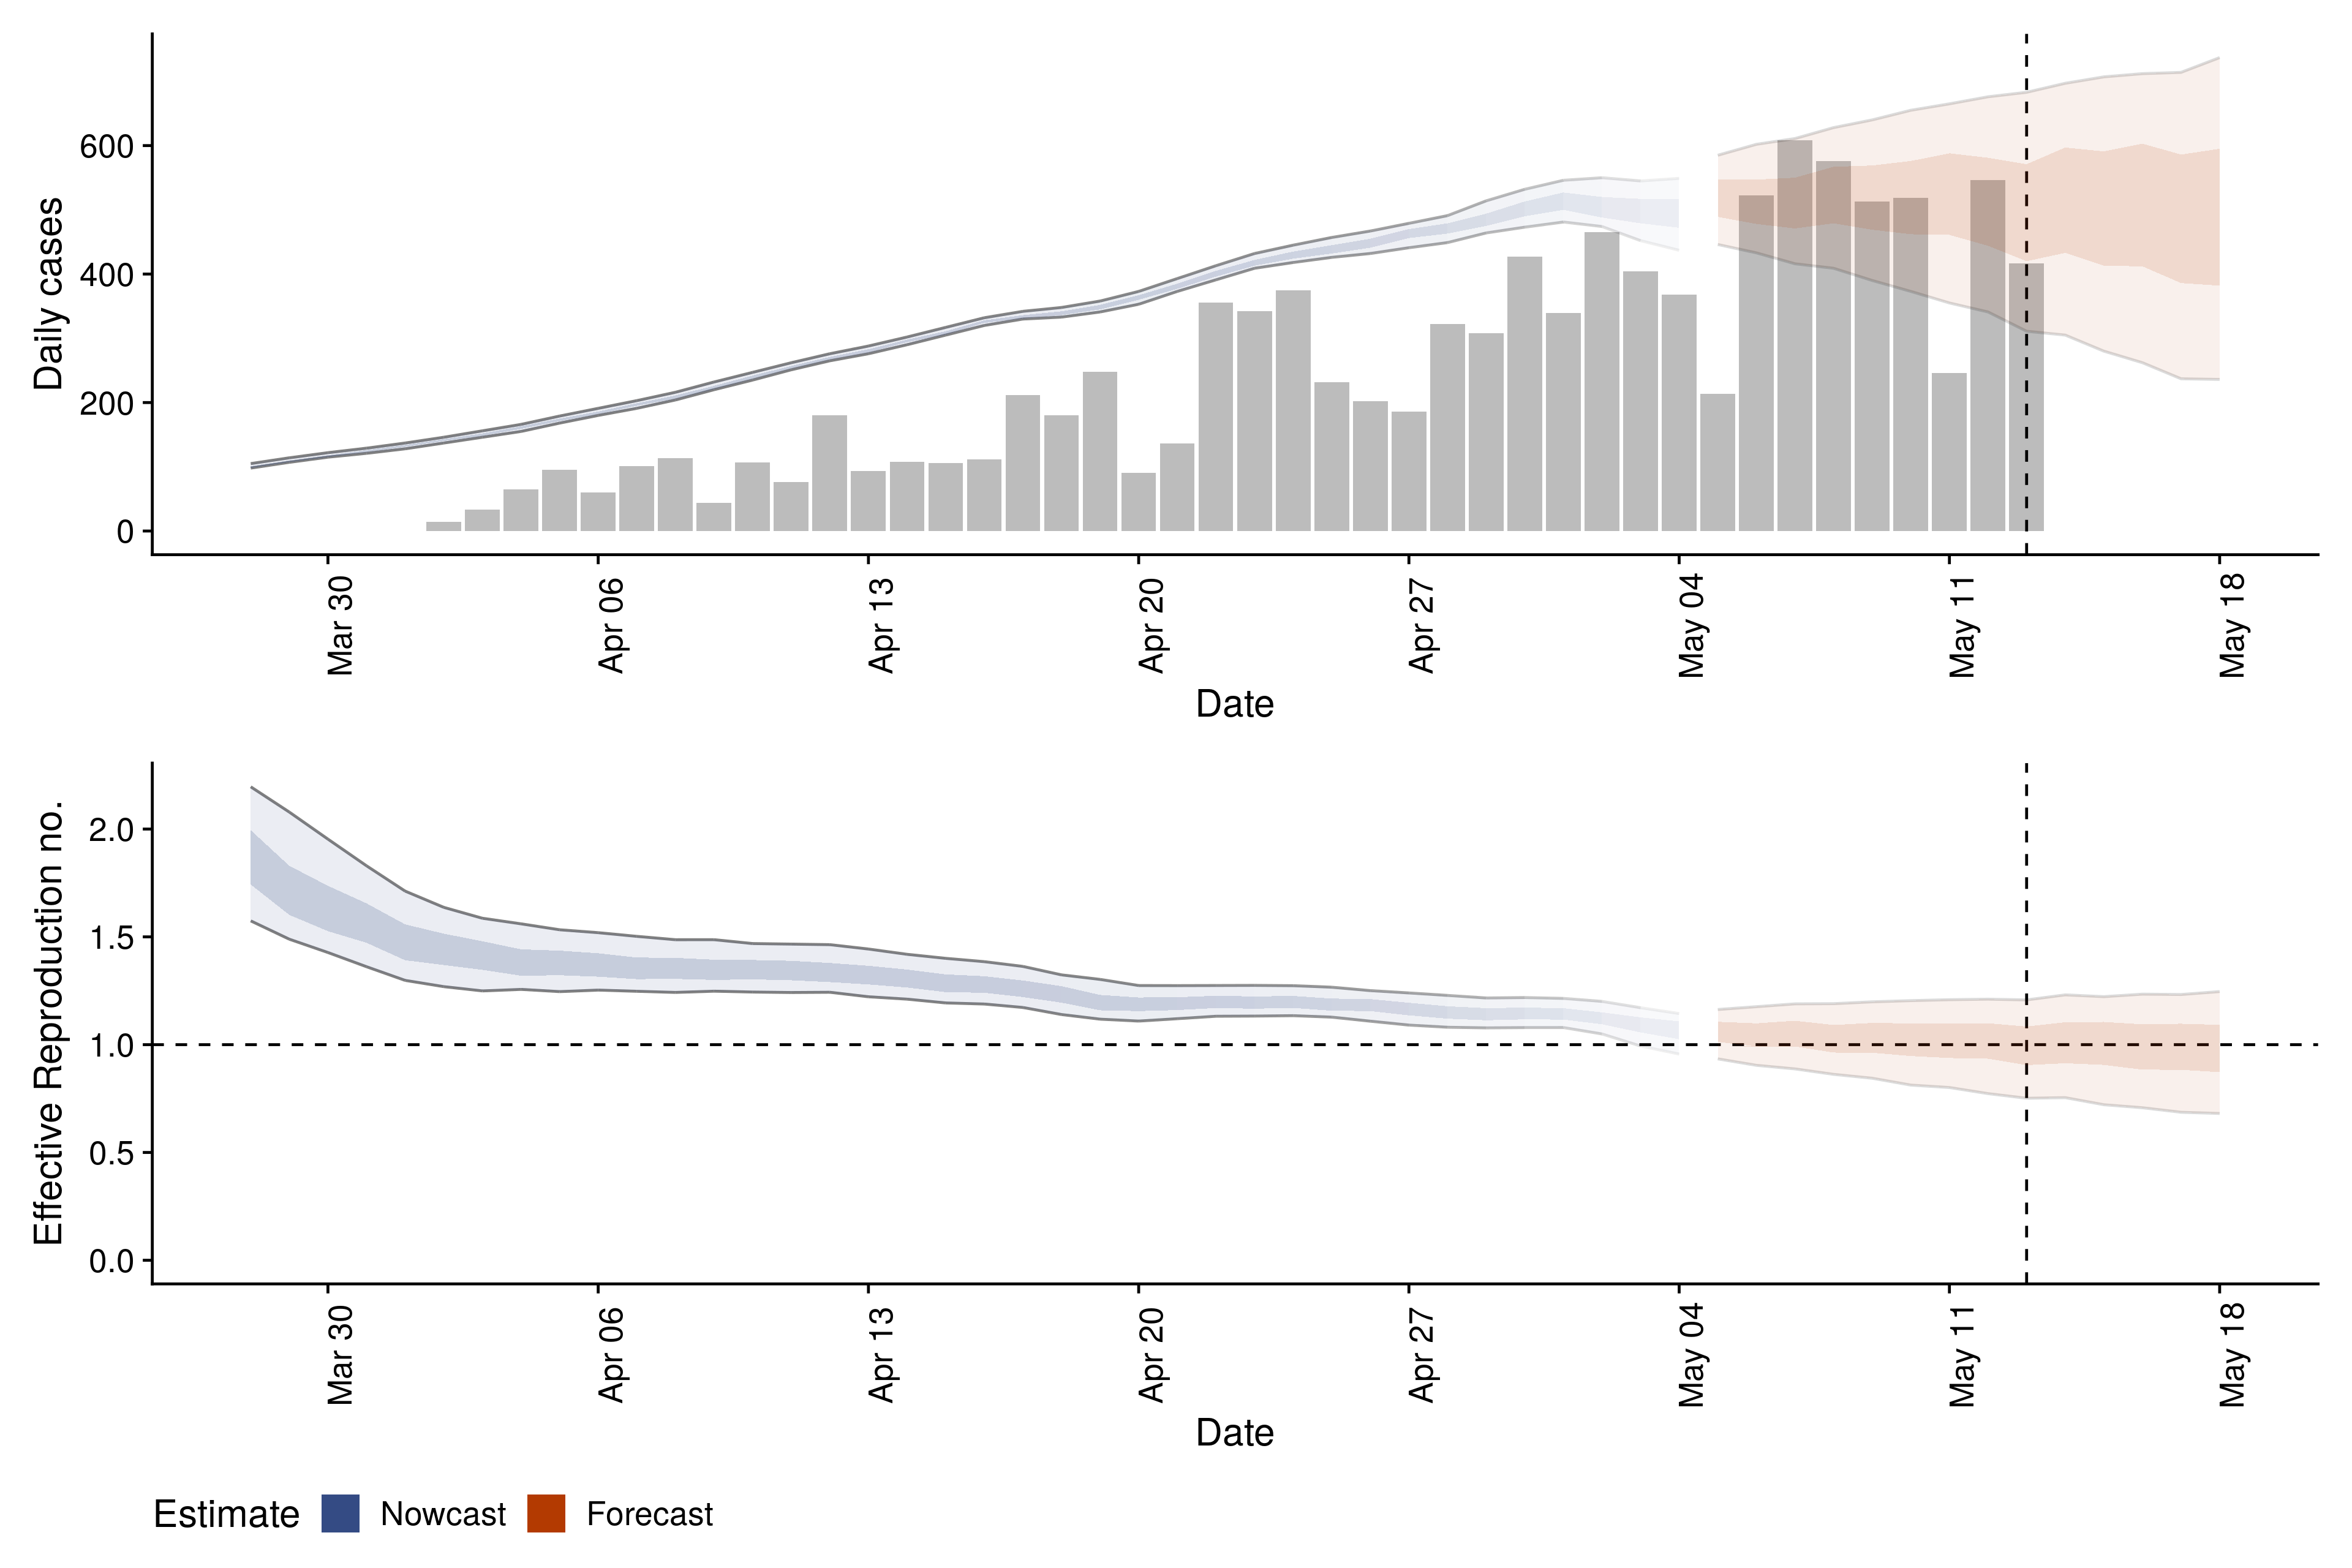 Daily cases
600
400
200
0
Mar 30
Apr 06
Apr 13
Apr 20
Apr 27
May 04
May 11
May 18
Date
Effective Reproduction no.
2.0
1.5
1.0
0.5
0.0
Mar 30
Apr 06
Apr 13
Apr 20
Apr 27
May 04
May 11
May 18
Date
Estimate Nowcast Forecast